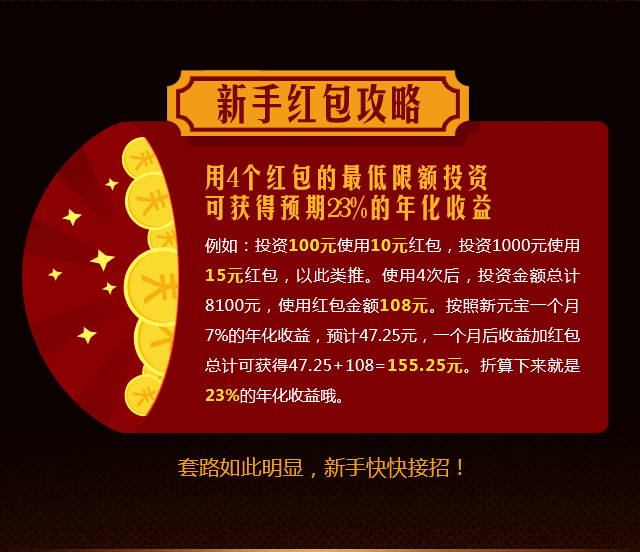 新手红包攻略
用4个红包的最低限额投资
可获得预期23%的年化收益
例如：投资100元使用10元红包，投资1000元使用
15元红包，以此类推。使用4次后，投资金额总计
8100元，使用红包金额108元。按照新元宝一个月
7%的年化收益，预计47.25元，一个月后收益加红包
总计可获得47.25+108=155.25元。折算下来就是
23%的年化收益哦。
套路如此明显，新手快快接招！